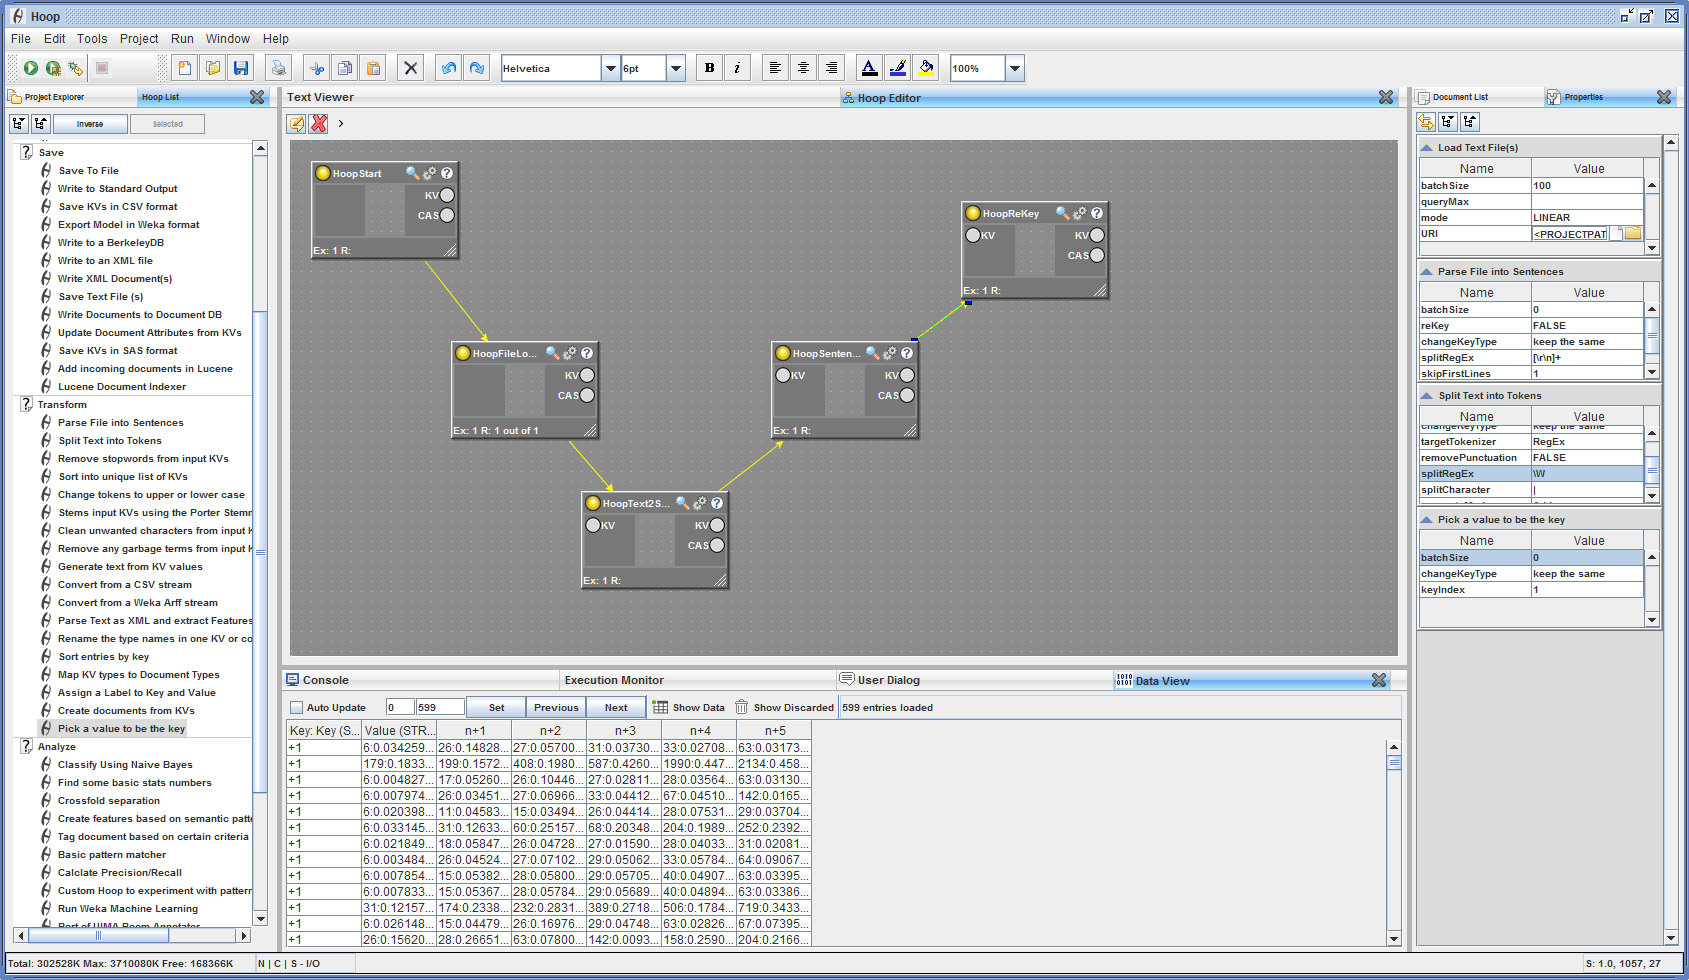 Hoop
File Edit Tools Project Run Window Help
Helvetica 6pt B i A 100%
Project Explorer Hoop List
Inverse Selected
Save
Save To File
Write to Standard Output
Save KVs in CSV format
Export Model in Weka format
Write to a BerkeleyDB
Write to an XML file
Write XML Document(s)
Save Text File (s)
Write Documents to Document DB
Update Document Attributes from KVs
Save KVs in SAS format
Add incoming documents in Lucene
Lucene Document Indexer
Transform
Parse File into Sentences
Split Text into Tokens
Remove stopwords from input KVs
Sort into unique list of KVs
Change tokens to upper or lower case
Stems input KVs using the Porter Stemm
Clean unwanted characters from input K
Remove any garbage terms from input K
Generate text from KV values
Convert from a CSV stream
Convert from a Weka Arff stream
Parse Text as XML and extract Features
Rename the type names in one KV or co
Sort entries by key
Map KV types to Document Types
Assign a Label to Key and Value
Create documents from KVs
Pick a value to be the key
Analyze
Classify Using Naive Bayes
Find some basic stats numbers
Crossfold separation
Create features based on semantic patte
Tag document based on certain criteria
Basic pattern matcher
Calclate Precision/Recall
Custom Hoop to experiment with pattern
Run Weka Machine Learning
Port of UIMA Room Annotator
Text Viewer Hoop Editor
HoopStart ?
KV
CAS
Ex: 1 R:
HoopReKey ?
KV KV
CAS
Ex: 1 R:
HoopFileLo... ?
KV
CAS
Ex: 1 R: 1 out of 1
HoopSenten... ?
KV KV
CAS
Ex: 1 R:
HoopText2S... ?
KV KV
CAS
Ex: 1 R:
Console Execution Monitor User Dialog Data View
Auto Update 0 599 Set Previous Next Show Data Show Discarded 599 entries loaded
Key: Key (S... Value (STR... n+1 n+2 n+3 n+4 n+5
+1 6:0.034259... 26:0.14828... 27:0.05700... 31:0.03730... 33:0.02708... 63:0.03173...
+1 179:0.1833... 199:0.1572... 408:0.1980... 587:0.4260... 1990:0.447... 2134:0.458...
+1 6:0.004827... 17:0.05260... 26:0.10446... 27:0.02811... 28:0.03564... 63:0.03130...
+1 6:0.007974... 26:0.03451... 27:0.06966... 33:0.04412... 67:0.04510... 142:0.0165...
+1 6:0.020398... 11:0.04583... 15:0.03494... 26:0.04414... 28:0.07531... 29:0.03704...
+1 6:0.033145... 31:0.12633... 60:0.25157... 68:0.20348... 204:0.1989... 252:0.2392...
+1 6:0.021849... 18:0.05847... 26:0.04728... 27:0.01590... 28:0.04033... 31:0.02081...
+1 6:0.003484... 26:0.04524... 27:0.07102... 29:0.05062... 33:0.05784... 64:0.09067...
+1 6:0.007854... 15:0.05382... 28:0.05800... 29:0.05705... 40:0.04907... 63:0.03395...
+1 6:0.007833... 15:0.05367... 28:0.05784... 29:0.05689... 40:0.04894... 63:0.03386...
+1 31:0.12157... 174:0.2338... 232:0.2831... 389:0.2718... 506:0.1784... 719:0.3433...
+1 6:0.026148... 15:0.04479... 26:0.16976... 29:0.04748... 63:0.02826... 67:0.07395...
+1 26:0.15620... 28:0.26651... 63:0.07800... 142:0.0093... 158:0.2590... 204:0.2166...
Document List Properties
Load Text File(s)
Name Value
batchSize 100
queryMax
mode LINEAR
URI <PROJECTPAT
Parse File into Sentences
Name Value
batchSize 0
reKey FALSE
changeKeyType keep the same
splitRegEx [\r\n]+
skipFirstLines 1
Split Text into Tokens
Name Value
changeKeyType keep the same
targetTokenizer RegEx
removePunctuation FALSE
splitRegEx \W
splitCharacter |
Pick a value to be the key
Name Value
batchSize 0
changeKeyType keep the same
keyIndex 1
Total: 302528K Max: 3710080K Free: 168366K N | C | S - I/O S: 1.0, 1057, 27